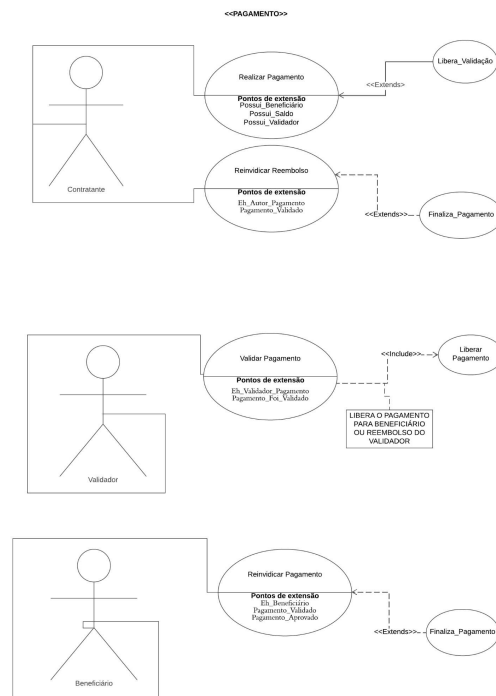 <<PAGAMENTO>>
Realizar Pagamento
Pontos de extensão
Possui_Beneficiário
Possui_Saldo
Possui_Validador
Libera_Validação
<<Extends>
Contratante
Reinvidicar Reembolso
Pontos de extensão
Eh_Autor_Pagamento
Pagamento_Validado
<<Extends>>
Finaliza_Pagamento
Validador
Validar Pagamento
Pontos de extensão
Eh_Validador_Pagamento
Pagamento_Foi_Validado
<<Include>>
Liberar
Pagamento
LIBERA O PAGAMENTO
PARA BENEFICIÁRIO
OU REEMBOLSO DO
VALIDADOR
Beneficiário
Reinvidicar Pagamento
Pontos de extensão
Eh_Beneficiário
Pagamento_Validado
Pagamento_Aprovado
<<Extends>>
Finaliza_Pagamento